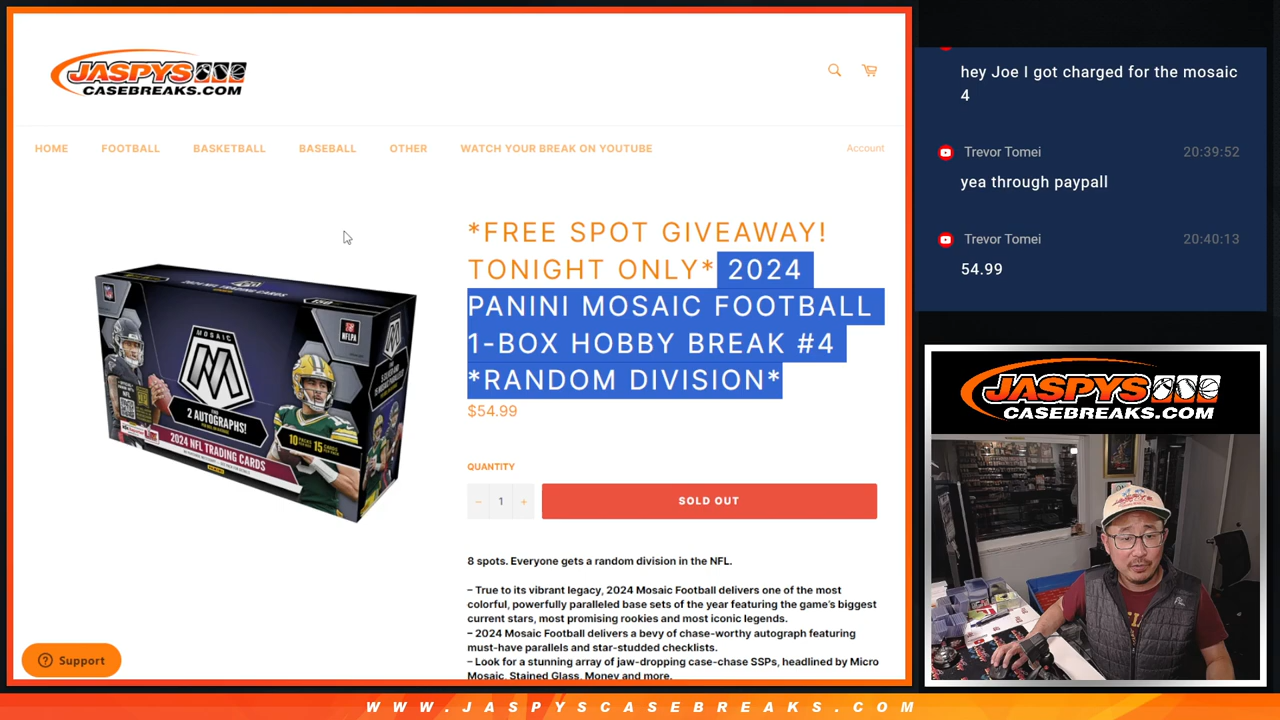 JASPYS
CASEBREAKS.COM
HOME
FOOTBALL
BASKETBALL
BASEBALL
OTHER
WATCH YOUR BREAK ON YOUTUBE
Account
*FREE SPOT GIVEAWAY!
TONIGHT ONLY* 2024
PANINI MOSAIC FOOTBALL
1-BOX HOBBY BREAK #4
*RANDOM DIVISION*
$54.99
QUANTITY
− 1 +
SOLD OUT
8 spots. Everyone gets a random division in the NFL.
– True to its vibrant legacy, 2024 Mosaic Football delivers one of the most
colorful, powerfully paralleled base sets of the year featuring the game's biggest
current stars, most promising rookies and most iconic legends.
– 2024 Mosaic Football delivers a bevy of chase-worthy autograph featuring
must-have parallels and star-studded checklists.
– Look for a stunning array of jaw-dropping case-chase SSPs, headlined by Micro
Mosaic, Stained Glass, Money and more.
MOSAIC
2 AUTOGRAPHS!
2024 NFL TRADING CARDS
10 PACKS 15 CARDS
NFLPA
Support
hey Joe I got charged for the mosaic
4
Trevor Tomei 20:39:52
yea through paypall
Trevor Tomei 20:40:13
54.99
JASPYS
CASEBREAKS.COM
WWW.JASPYSCASEBREAKS.COM